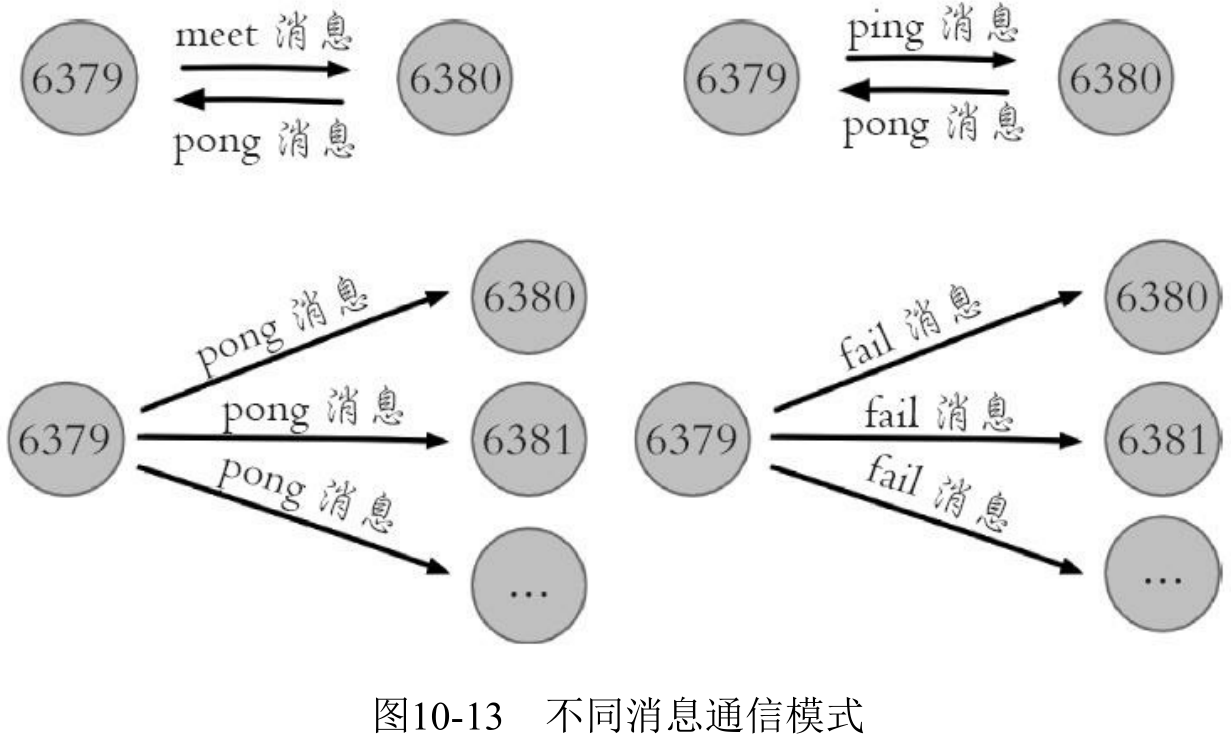 meet 消息
6379
6380
pong 消息
ping 消息
6379
6380
pong 消息
6380
pong 消息
pong 消息
6379
6381
pong 消息
...
6380
fail 消息
fail 消息
6379
6381
fail 消息
...
图10-13 不同消息通信模式